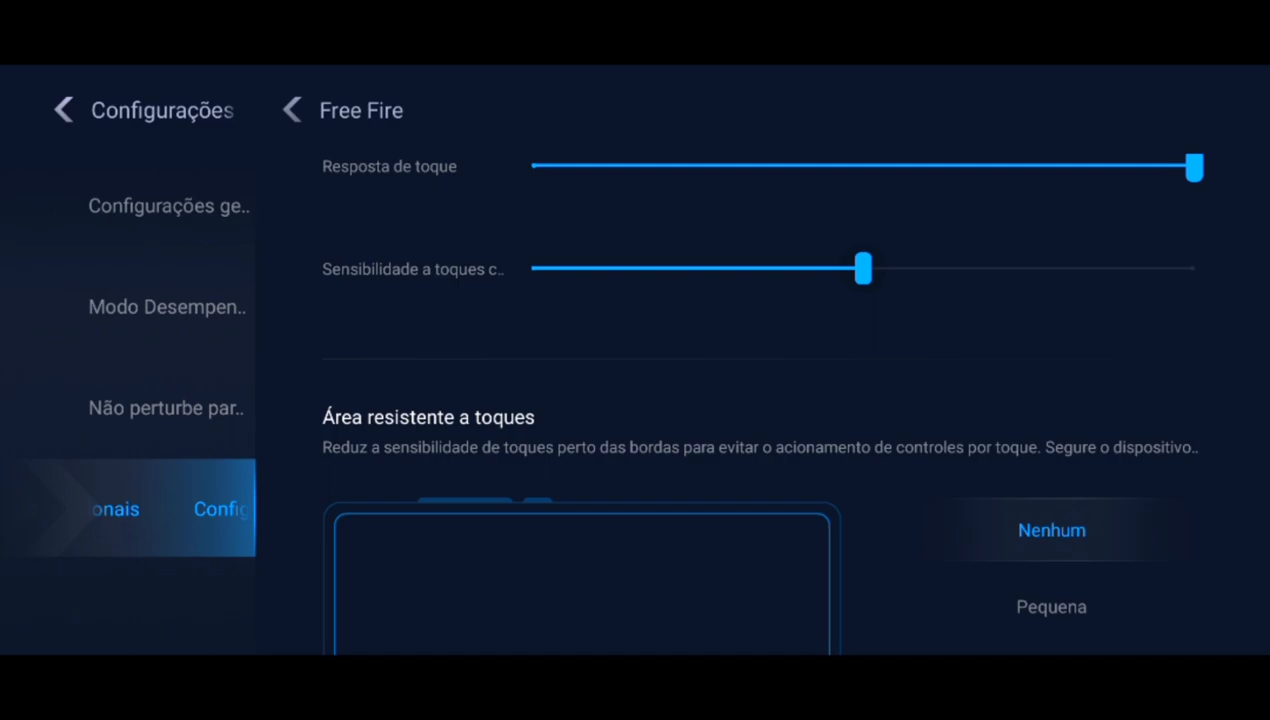 Configurações
Free Fire
Resposta de toque
Configurações ge..
Sensibilidade a toques c..
Modo Desempen..
Não perturbe par..
Área resistente a toques
Reduz a sensibilidade de toques perto das bordas para evitar o acionamento de controles por toque. Segure o dispositivo..
onais Config
Nenhum
Pequena